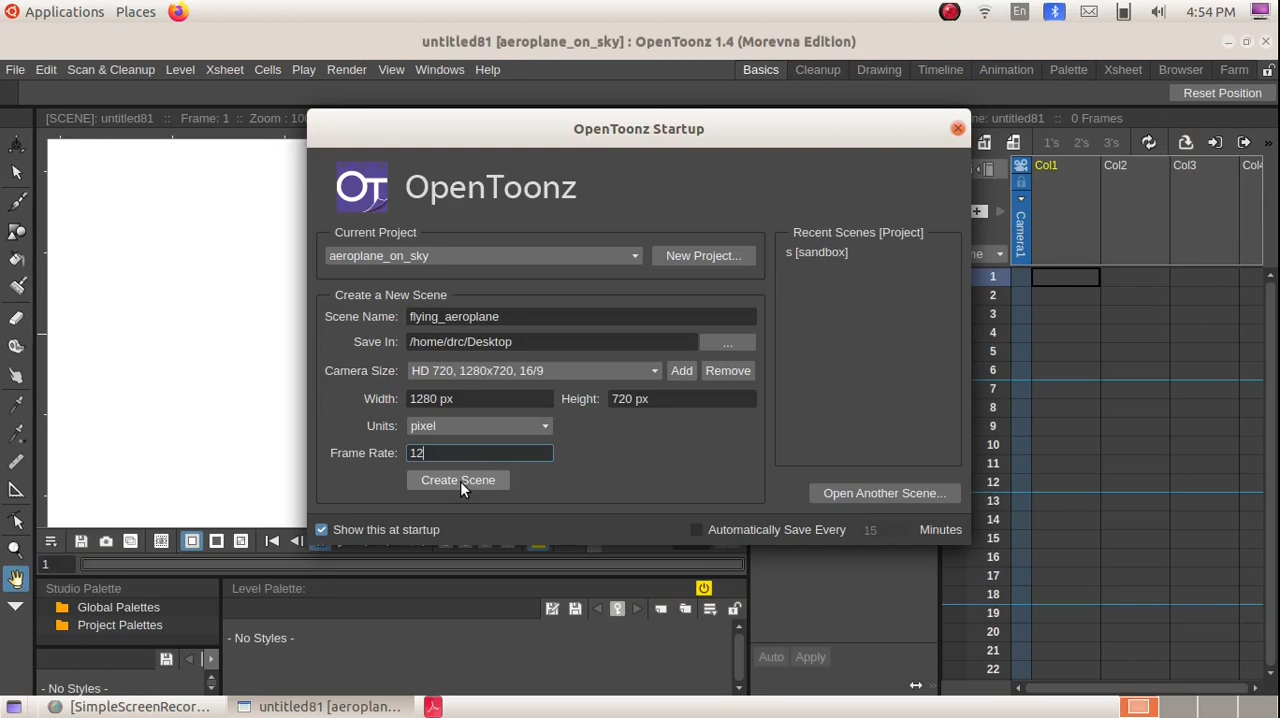 Applications Places En 4:54 PM
untitled81 [aeroplane_on_sky] : OpenToonz 1.4 (Morevna Edition)
File Edit Scan & Cleanup Level Xsheet Cells Play Render View Windows Help Basics Cleanup Drawing Timeline Animation Palette Xsheet Browser Farm
Reset Position
[SCENE]: untitled81 :: Frame: 1 :: Zoom : 100
ne: untitled81 :: 0 Frames
OpenToonz Startup
1's 2's 3's
Col1 Col2 Col3 Col4
OpenToonz
Camera1
Current Project
aeroplane_on_sky New Project...
Recent Scenes [Project]
s [sandbox]
Create a New Scene
Scene Name: flying_aeroplane
Save In: /home/drc/Desktop ...
Camera Size: HD 720, 1280x720, 16/9 Add Remove
Width: 1280 px Height: 720 px
Units: pixel
Frame Rate: 12
Create Scene
Open Another Scene...
Show this at startup
Automatically Save Every 15 Minutes
me
1
2
3
4
5
6
7
8
9
10
11
12
13
14
15
16
17
18
19
20
21
22
1
Studio Palette
Level Palette:
Global Palettes
Project Palettes
- No Styles -
Auto Apply
- No Styles -
[SimpleScreenRecor... untitled81 [aeroplan...